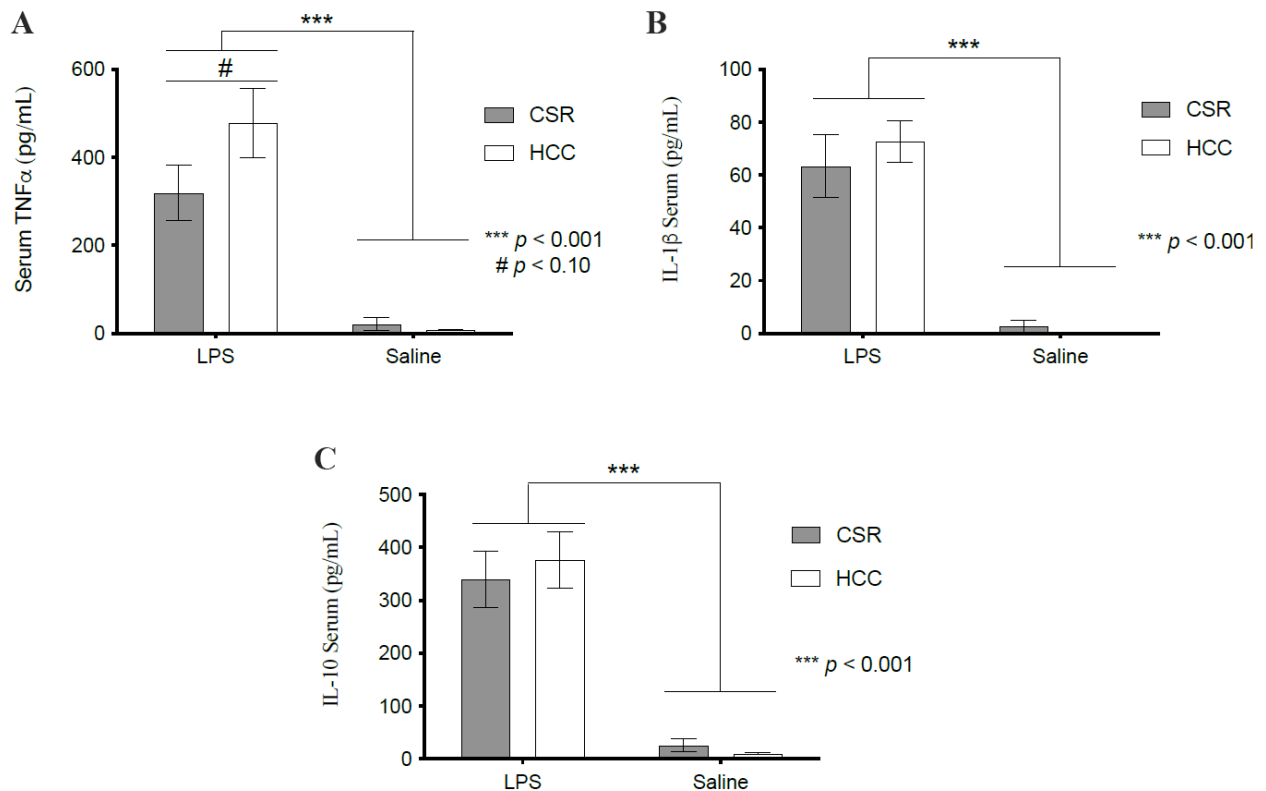 A
***
#
Serum TNFα (pg/mL)
600
400
200
0
LPS
Saline
CSR
HCC
*** p < 0.001
# p < 0.10
B
***
IL-1β Serum (pg/mL)
100
80
60
40
20
0
LPS
Saline
CSR
HCC
*** p < 0.001
C
***
IL-10 Serum (pg/mL)
500
400
300
200
100
0
LPS
Saline
CSR
HCC
*** p < 0.001